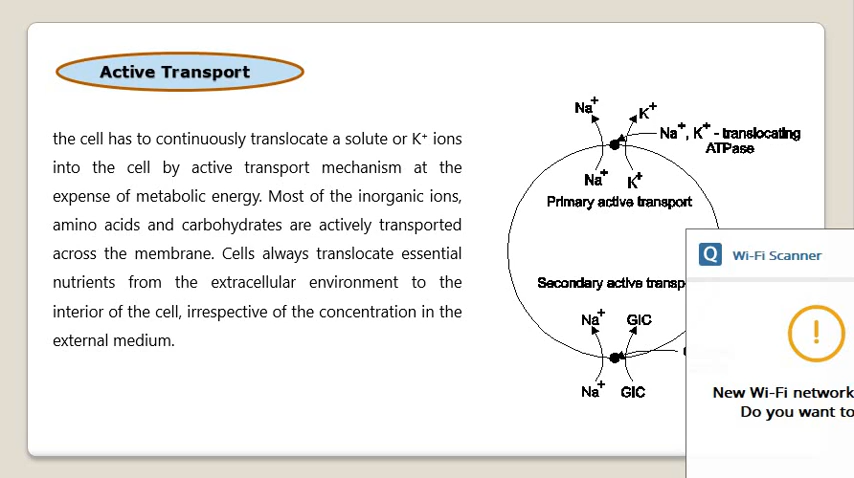 Active Transport
the cell has to continuously translocate a solute or K⁺ ions
into the cell by active transport mechanism at the
expense of metabolic energy. Most of the inorganic ions,
amino acids and carbohydrates are actively transported
across the membrane. Cells always translocate essential
nutrients from the extracellular environment to the
interior of the cell, irrespective of the concentration in the
external medium.
Na⁺ K⁺
Na⁺, K⁺ - translocating
ATPase
Na⁺ K⁺
Primary active transport
Secondary active transp
Na⁺ GlC
Na⁺ GlC
Q Wi-Fi Scanner
!
New Wi-Fi network
Do you want to